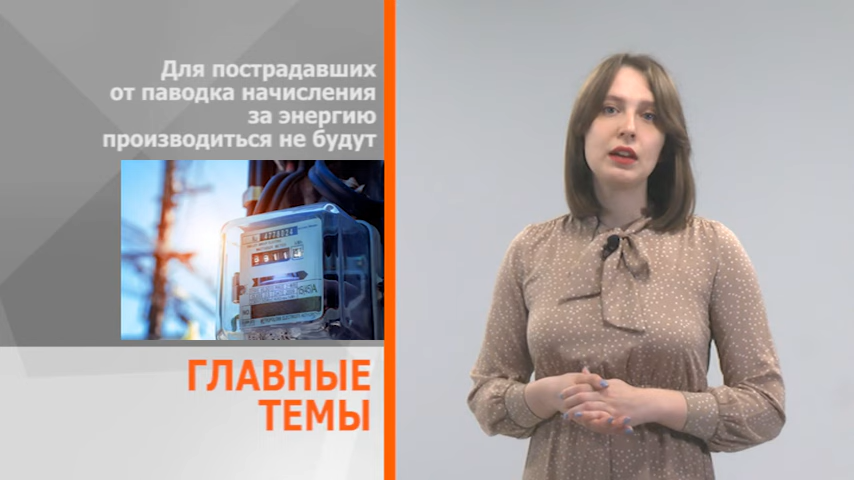 Для пострадавших
от паводка начисления
за энергию
производиться не будут
ГЛАВНЫЕ
ТЕМЫ